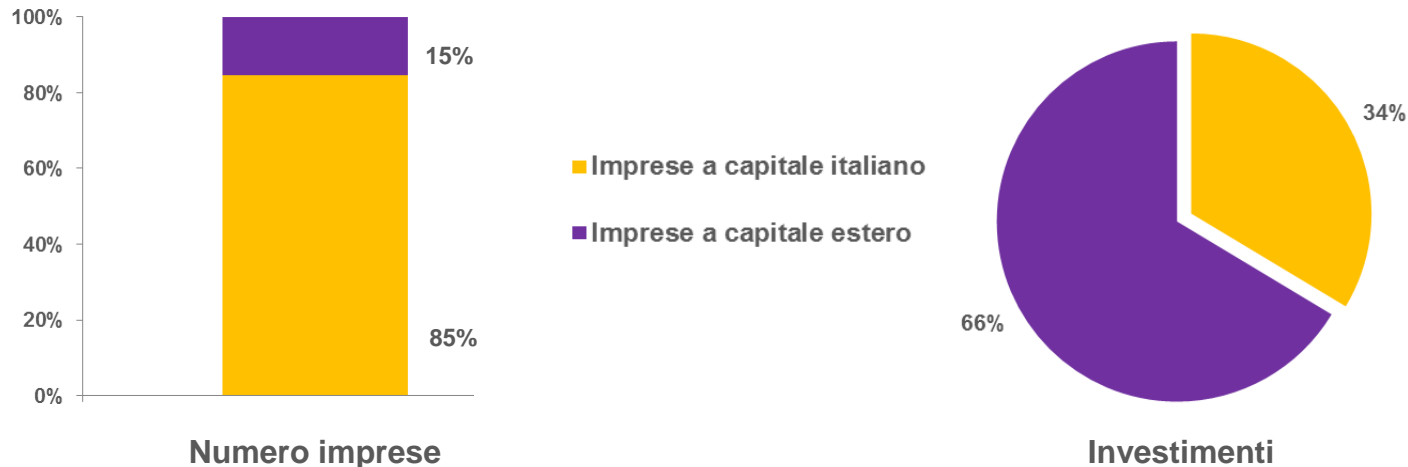 100%
80%
60%
40%
20%
0%
15%
85%
Numero imprese
Imprese a capitale italiano
Imprese a capitale estero
34%
66%
Investimenti